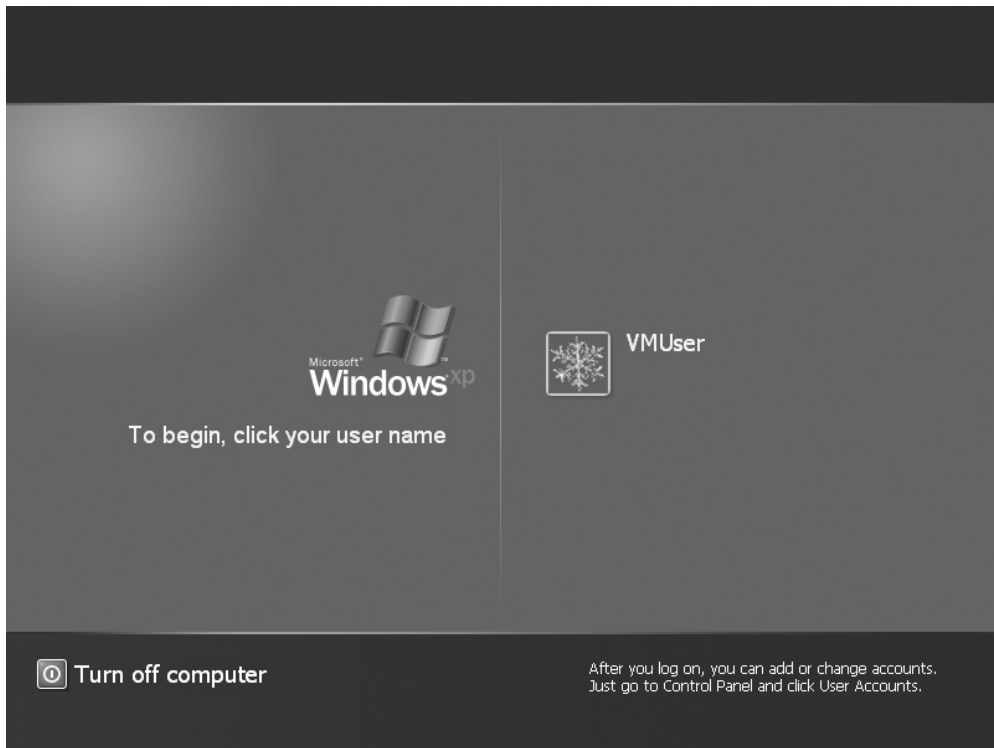 Microsoft®
Windows xp™
To begin, click your user name
VMUser
Turn off computer
After you log on, you can add or change accounts.
Just go to Control Panel and click User Accounts.